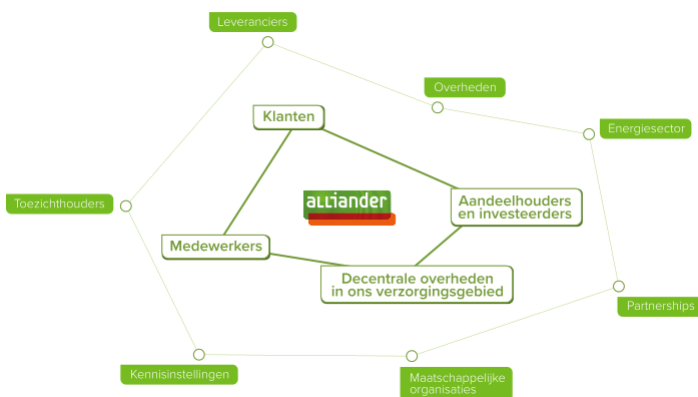 Leveranciers
Overheden
Klanten
Energiesector
alliander
Toezichthouders
Aandeelhouders
en investeerders
Medewerkers
Decentrale overheden
in ons verzorgingsgebied
Partnerships
Kennisinstellingen
Maatschappelijke
organisaties